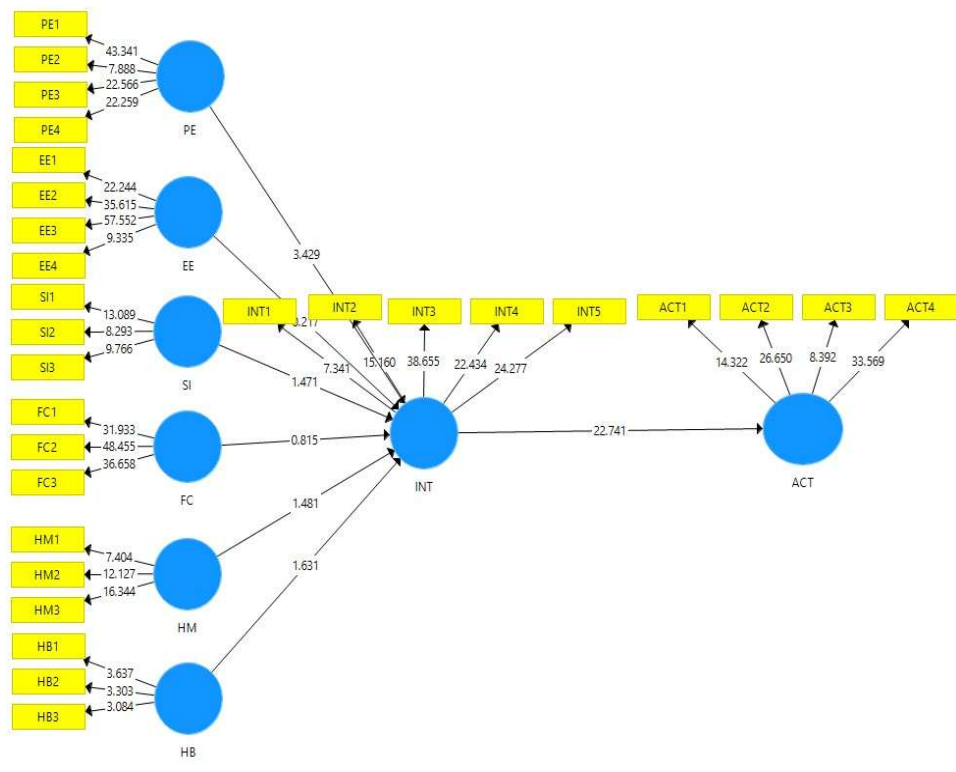 PE1
PE2
PE3
PE4
43.341
7.888
22.566
22.259
PE
EE1
EE2
EE3
EE4
22.244
35.615
57.552
9.335
EE
3.429
SI1
SI2
SI3
13.089
8.293
9.766
SI
INT1
INT2
INT3
INT4
INT5
7.341
15.160
38.655
22.434
24.277
1.471
ACT1
ACT2
ACT3
ACT4
14.322
26.650
8.392
33.569
FC1
FC2
FC3
31.933
48.455
36.658
FC
0.815
INT
22.741
ACT
HM1
HM2
HM3
7.404
12.127
16.344
HM
1.481
HB1
HB2
HB3
3.637
3.303
3.084
HB
1.631